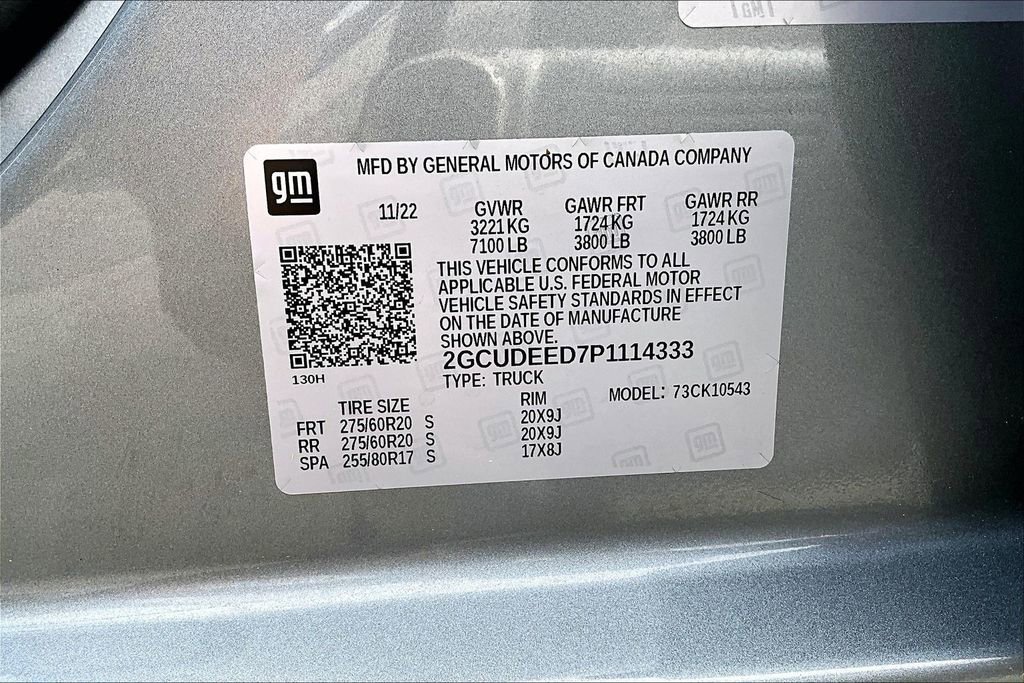 gm
MFD BY GENERAL MOTORS OF CANADA COMPANY
11/22
GVWR
3221 KG
7100 LB
GAWR FRT
1724 KG
3800 LB
GAWR RR
1724 KG
3800 LB
THIS VEHICLE CONFORMS TO ALL
APPLICABLE U.S. FEDERAL MOTOR
VEHICLE SAFETY STANDARDS IN EFFECT
ON THE DATE OF MANUFACTURE
SHOWN ABOVE.
2GCUDEED7P1114333
TYPE: TRUCK
130H
MODEL: 73CK10543
TIRE SIZE RIM
FRT 275/60R20 S 20X9J
RR 275/60R20 S 20X9J
SPA 255/80R17 S 17X8J